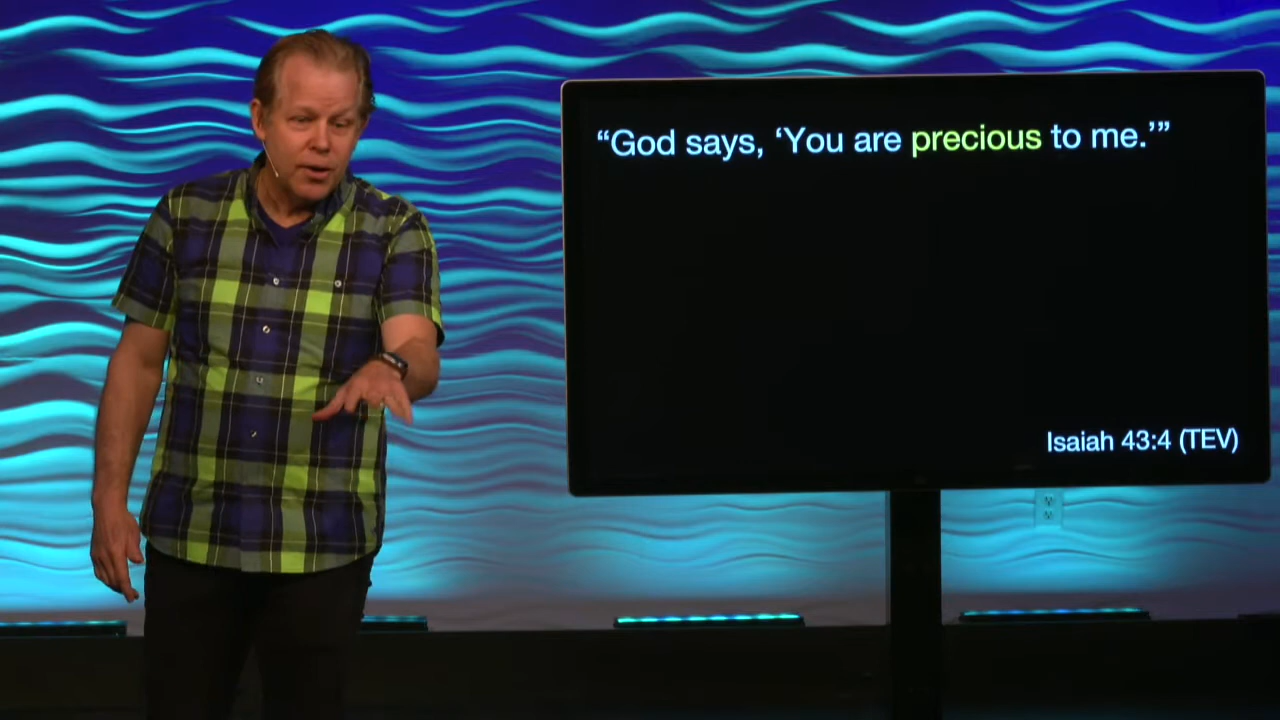 “God says, ‘You are precious to me.’”
Isaiah 43:4 (TEV)